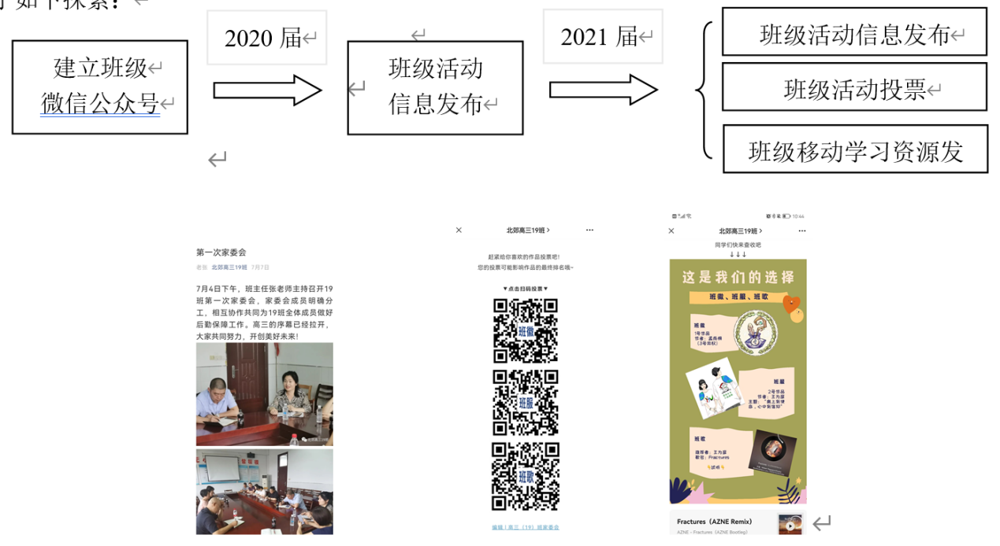 了如下探索：
2020 届
2021 届
建立班级
微信公众号
班级活动
信息发布
班级活动信息发布
班级活动投票
班级移动学习资源发
第一次家委会
老张 北郊高三19班 7月7日
7月4日下午，班主任张老师主持召开19
班第一次家委会，家委会成员明确分
工，相互协作共同为19班全体成员做好
后勤保障工作。高三的序幕已经拉开，
大家共同努力，开创美好未来！
北郊高三19班
北郊高三19班
赶紧给你喜欢的作品投票吧！
您的投票可能影响作品的最终排名哦~
▼点击扫码投票▼
班徽
班服
班歌
编辑 | 高三（19）班家委会
10:44
北郊高三19班
同学们快来查收吧
↓↓↓
这是我们的选择
班徽、班服、班歌
班徽
1号作品
班服
2号作品
作者：王为骁
班歌
推荐者：王为骁
歌名：Fractures
试听
Fractures（AZNE Remix）
AZNE - Fractures (AZNE Bootleg)